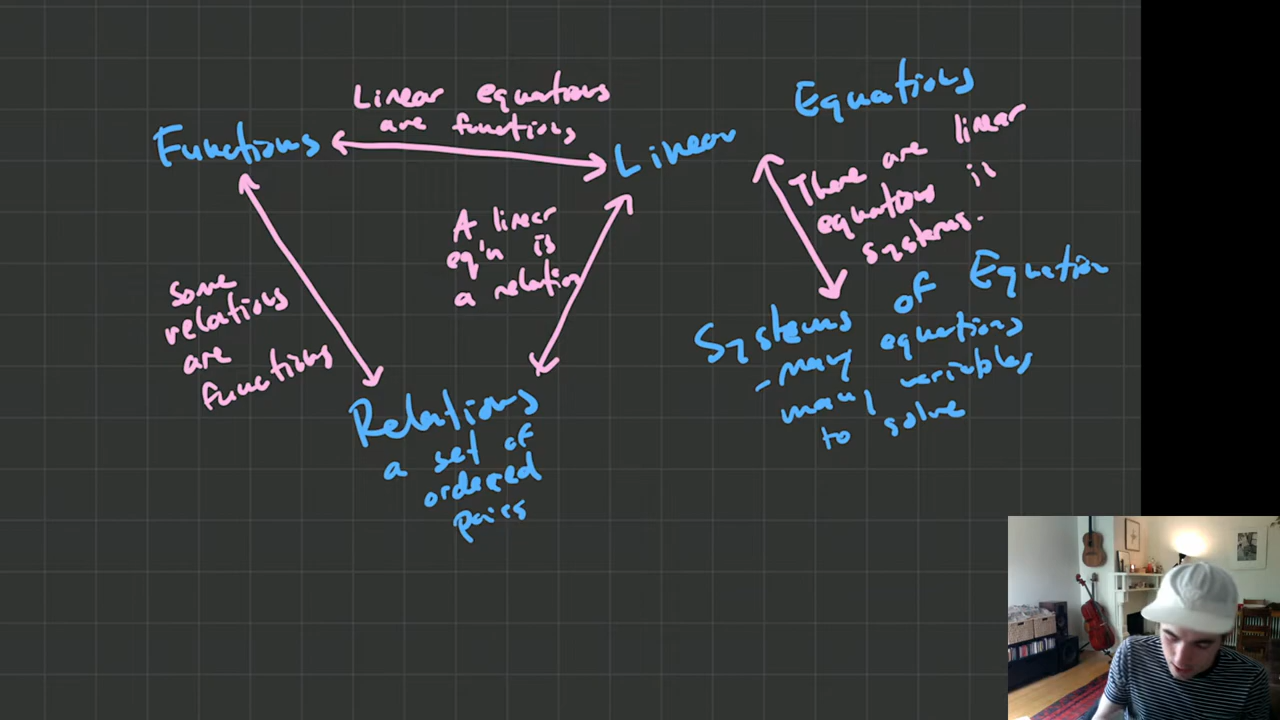 Linear equations
are functions
Functions
Linear Equations
There are linear
equations in
systems.
A linear
eq'n is
a relation
Some
relations
are
functions
Systems of Equation
- many equations
many variables
to solve
Relations
a set of
ordered
pairs